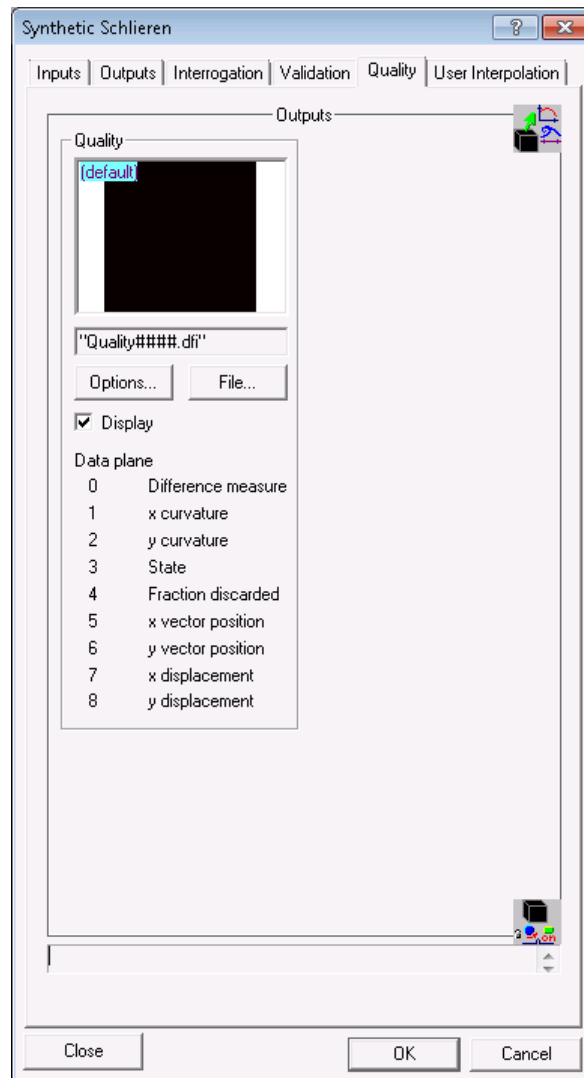 Synthetic Schlieren
Inputs Outputs Interrogation Validation Quality User Interpolation
Outputs
Quality
(default)
"Quality####.dfi"
Options... File...
Display
Data plane
0 Difference measure
1 x curvature
2 y curvature
3 State
4 Fraction discarded
5 x vector position
6 y vector position
7 x displacement
8 y displacement
Close OK Cancel